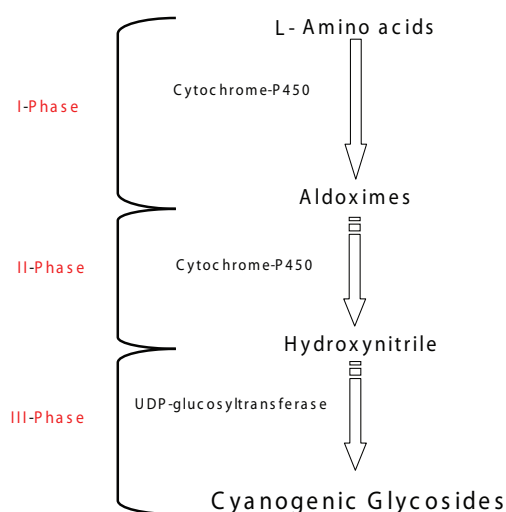 L- Amino acids
Cytochrome-P450
I-Phase
Aldoximes
Cytochrome-P450
II-Phase
Hydroxynitrile
UDP-glucosyltransferase
III-Phase
Cyanogenic Glycosides